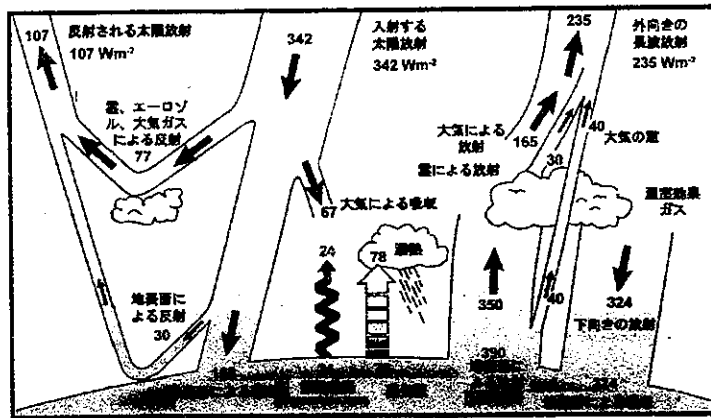 107
反射される太陽放射
107 Wm⁻²
342
入射する
太陽放射
342 Wm⁻²
235
外向きの
長波放射
235 Wm⁻²
雲、エーロゾ
ル、大気ガス
による反射
77
大気による
放射
165
雲による放射
30
40
大気の窓
温室効果
ガス
67
大気による吸収
24
78
潜熱
地表面に
よる反射
30
350
40
324
下向きの放射
390